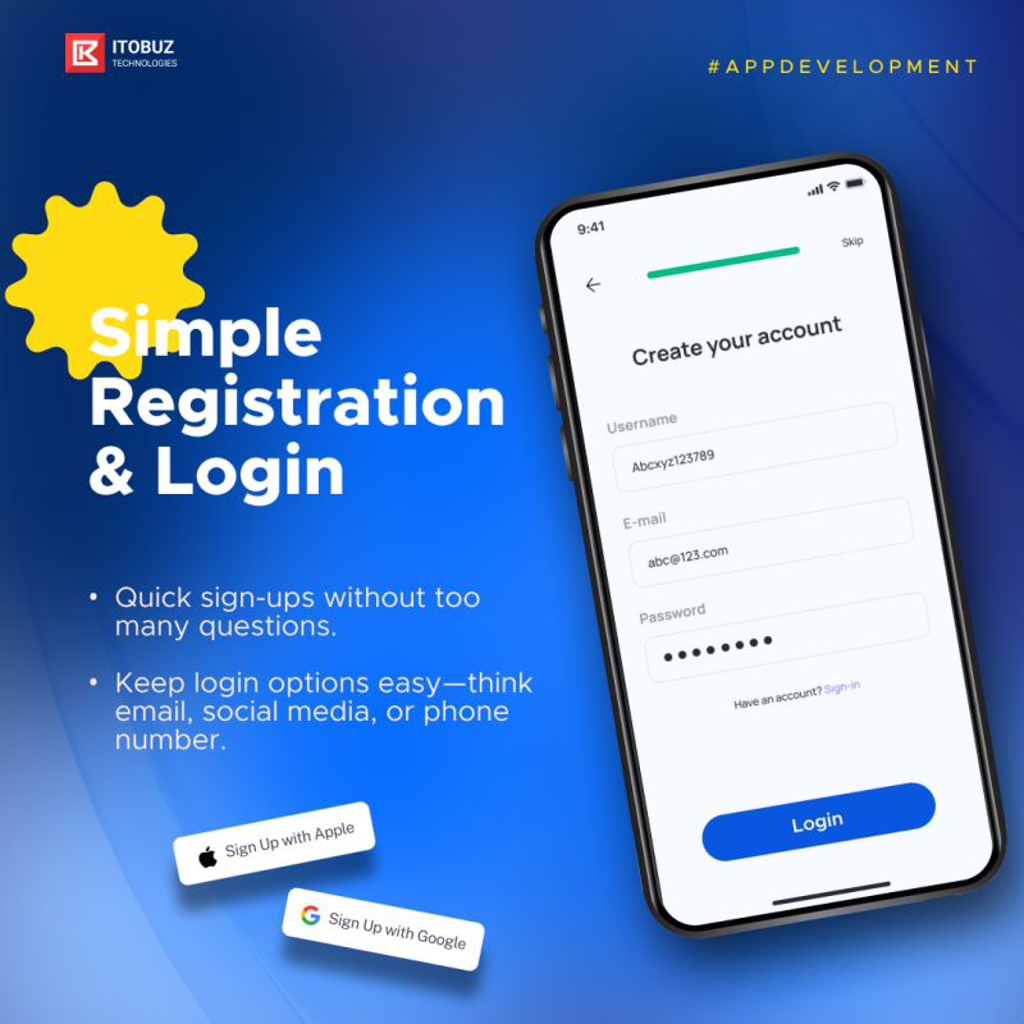 ITOBUZ
TECHNOLOGIES
#APPDEVELOPMENT
Simple
Registration
& Login
• Quick sign-ups without too
many questions.
• Keep login options easy—think
email, social media, or phone
number.
Sign Up with Apple
Sign Up with Google
9:41
Skip
Create your account
Username
Abcxyz123789
E-mail
abc@123.com
Password
Have an account? Sign-in
Login